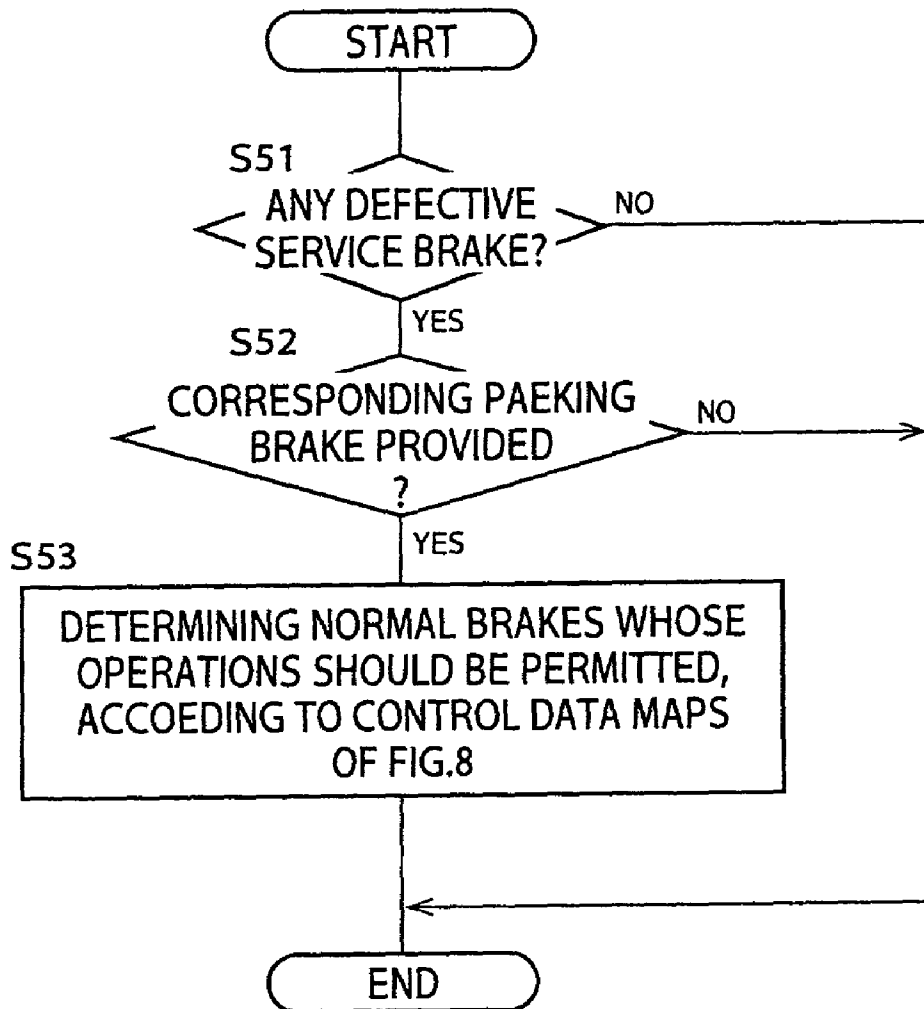 START
S51
ANY DEFECTIVE
SERVICE BRAKE?
NO
YES
S52
CORRESPONDING PAEKING
BRAKE PROVIDED
?
NO
YES
S53
DETERMINING NORMAL BRAKES WHOSE
OPERATIONS SHOULD BE PERMITTED,
ACCOEDING TO CONTROL DATA MAPS
OF FIG.8
END